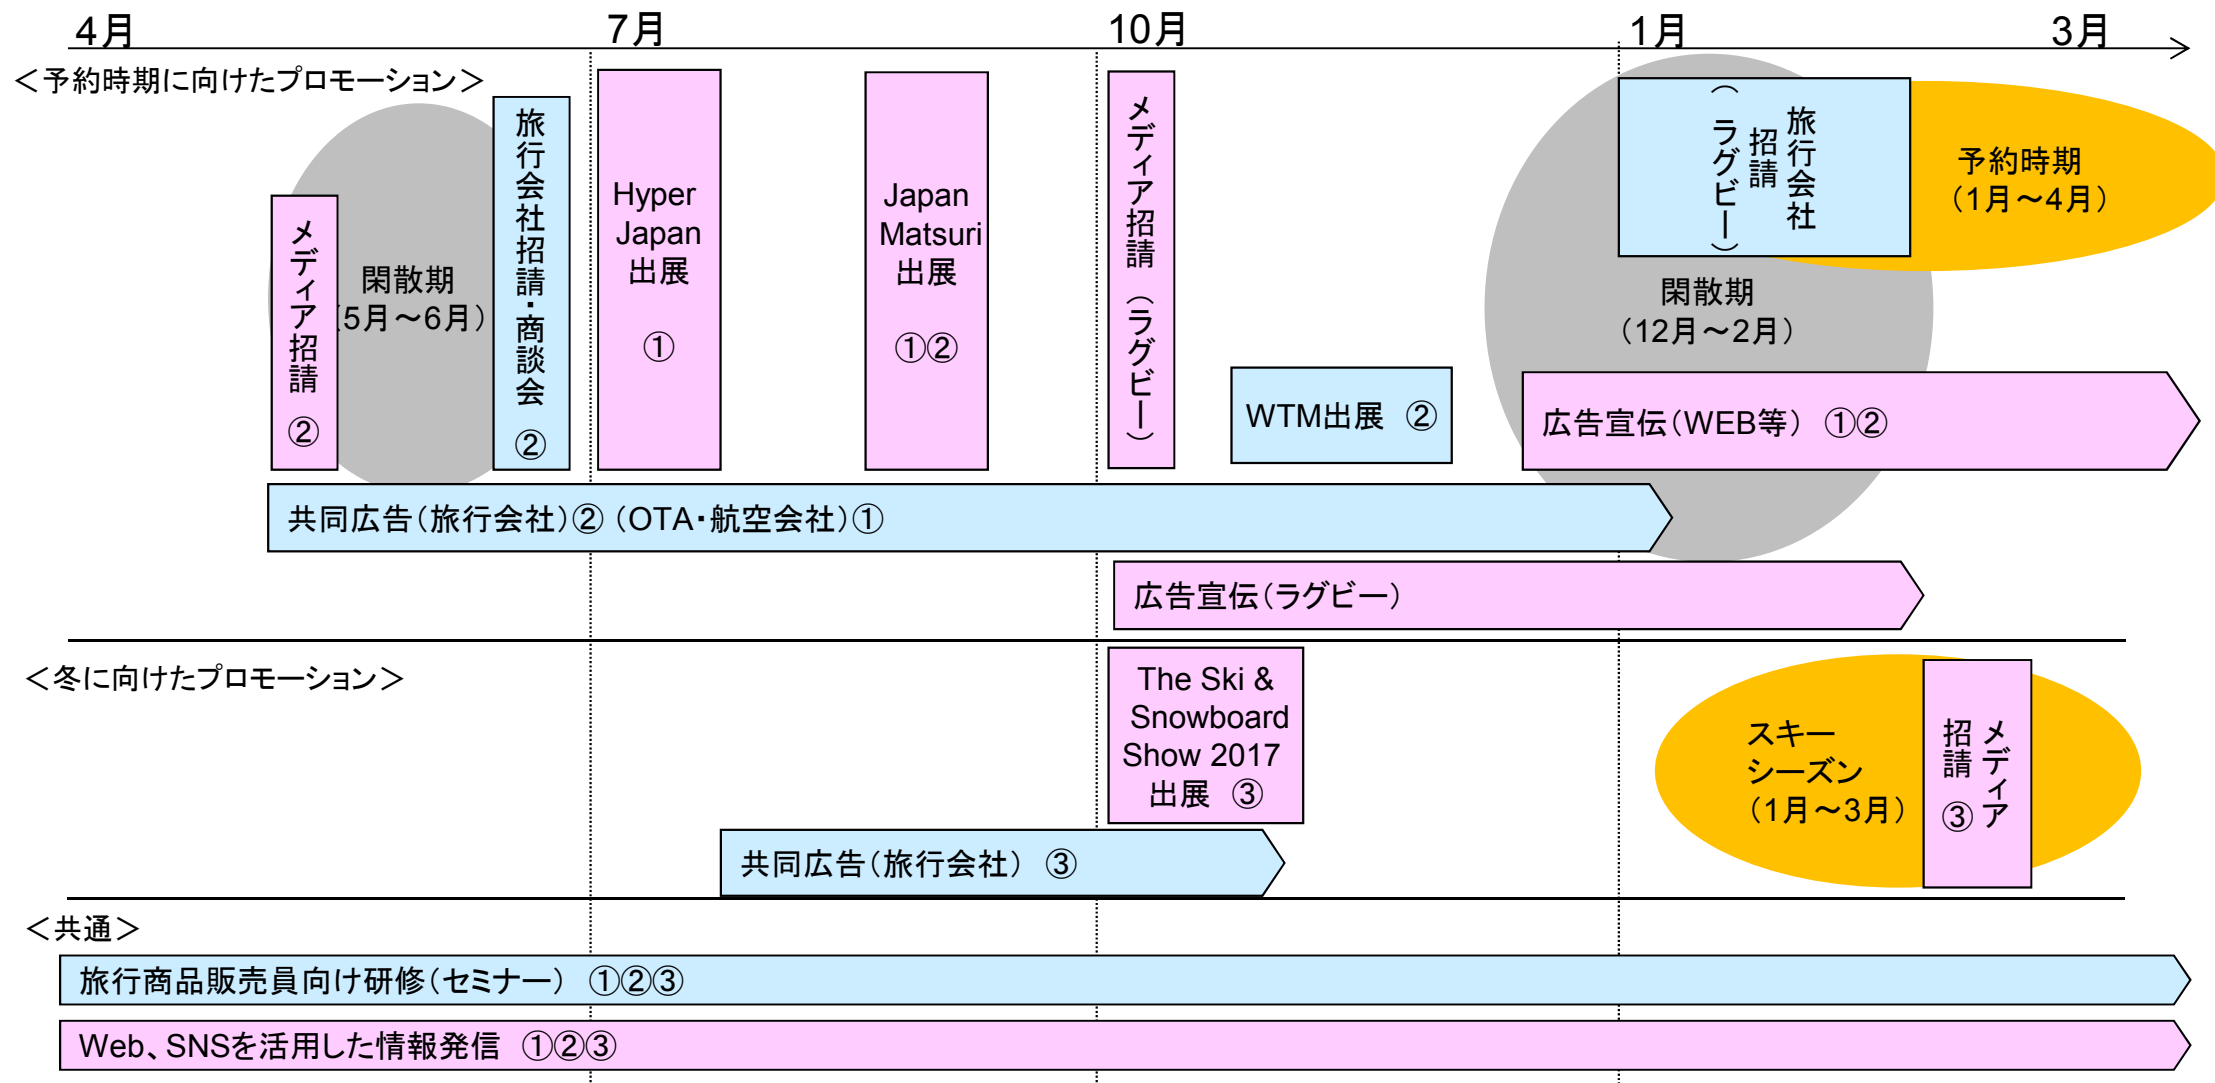 4月
7月
10月
1月
3月
＜予約時期に向けたプロモーション＞
メディア招請 ②
閑散期
（5月～6月）
旅行会社招請・商談会 ②
Hyper
Japan
出展
①
Japan
Matsuri
出展
①②
メディア招請（ラグビー）
WTM出展 ②
旅行会社
招請
（ラグビー）
予約時期
（1月～4月）
閑散期
（12月～2月）
広告宣伝（WEB等） ①②
共同広告（旅行会社）②（OTA・航空会社）①
広告宣伝（ラグビー）
＜冬に向けたプロモーション＞
The Ski &
Snowboard
Show 2017
出展 ③
スキー
シーズン
（1月～3月）
メディア
招請 ③
共同広告（旅行会社） ③
＜共通＞
旅行商品販売員向け研修（セミナー） ①②③
Web、SNSを活用した情報発信 ①②③